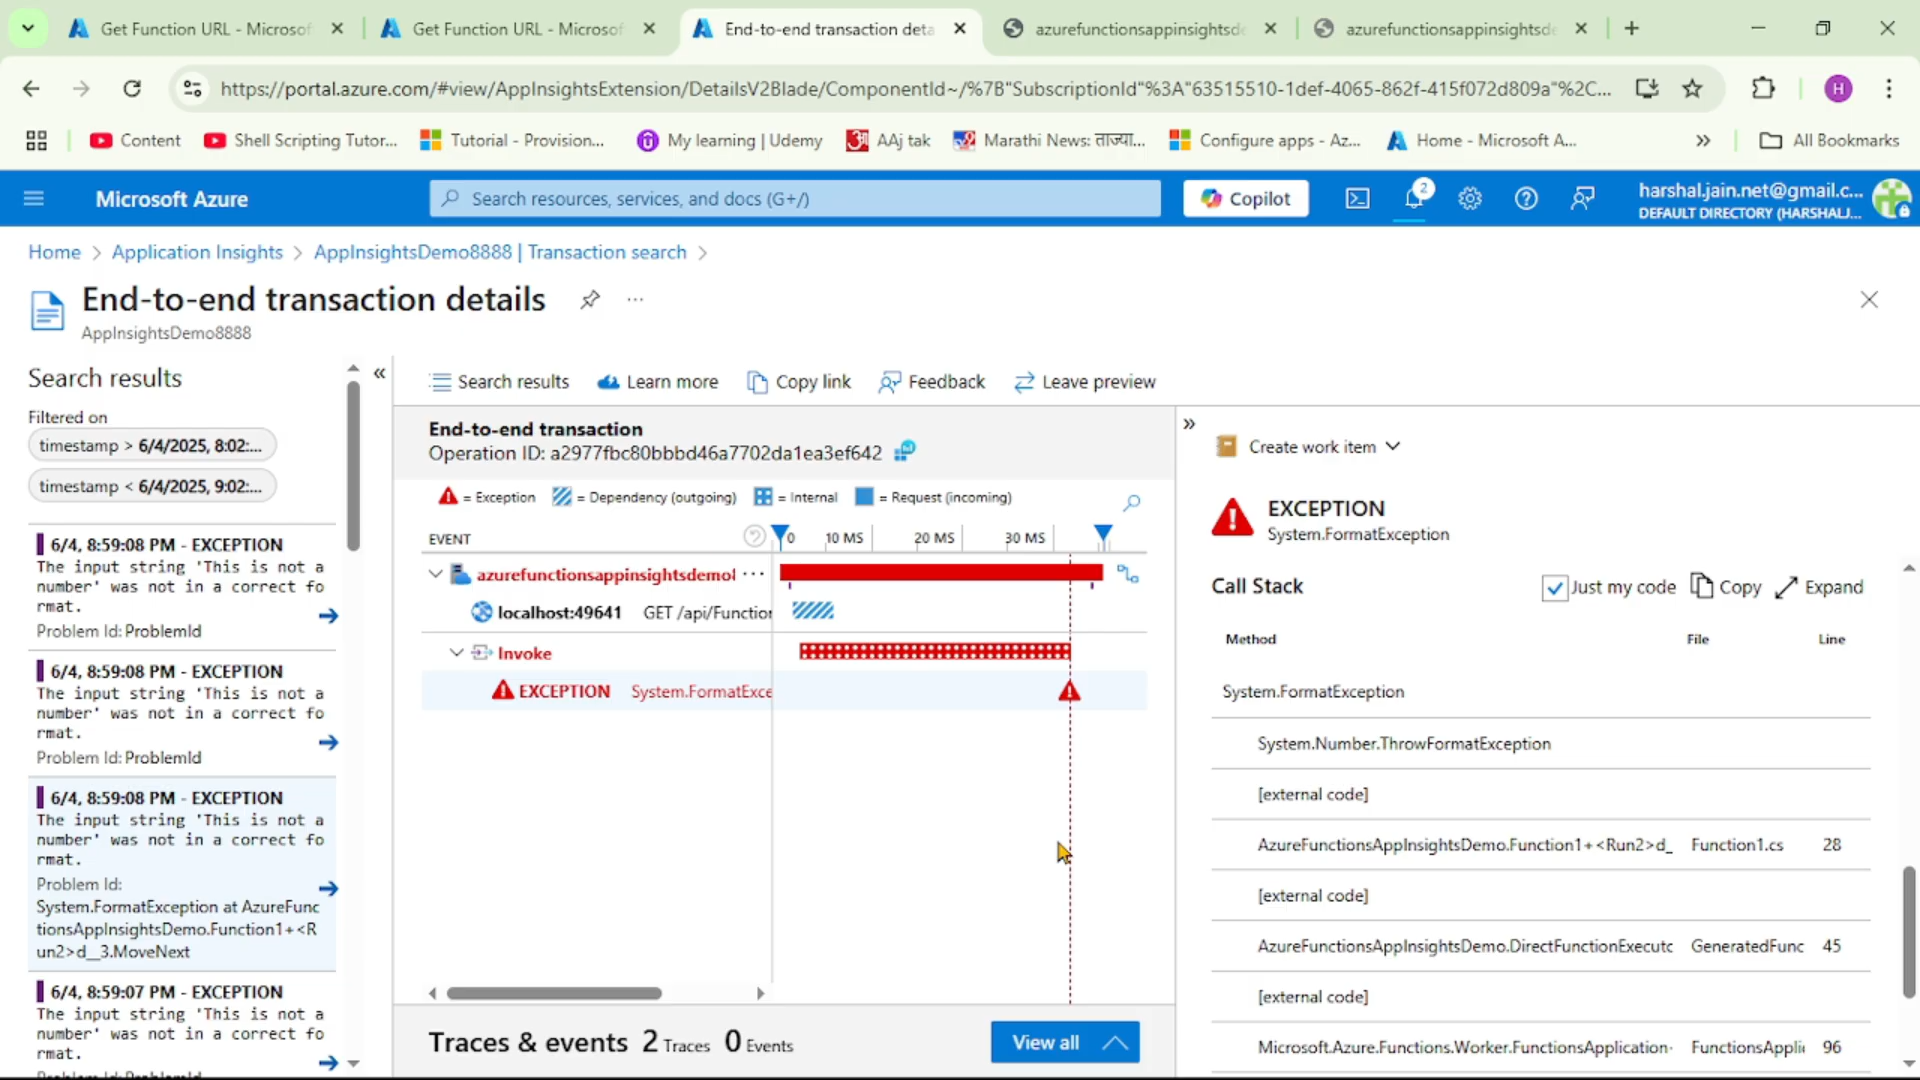 Get Function URL - Microsof
Get Function URL - Microsof
End-to-end transaction deta
azurefunctionsappinsightsde
azurefunctionsappinsightsde
https://portal.azure.com/#view/AppInsightsExtension/DetailsV2Blade/ComponentId~/%7B"SubscriptionId"%3A"63515510-1def-4065-862f-415f072d809a"%2C...
H
Content
Shell Scripting Tutor...
Tutorial - Provision...
My learning | Udemy
AAj tak
Marathi News: ताज्या...
Configure apps - Az...
Home - Microsoft A...
All Bookmarks
Microsoft Azure
Search resources, services, and docs (G+/)
Copilot
2
harshal.jain.net@gmail.c...
DEFAULT DIRECTORY (HARSHALJ...
Home > Application Insights > AppInsightsDemo8888 | Transaction search >
End-to-end transaction details
AppInsightsDemo8888
Search results
Filtered on
timestamp > 6/4/2025, 8:02:...
timestamp < 6/4/2025, 9:02:...
6/4, 8:59:08 PM - EXCEPTION
The input string 'This is not a
number' was not in a correct fo
rmat.
Problem Id: ProblemId
6/4, 8:59:08 PM - EXCEPTION
The input string 'This is not a
number' was not in a correct fo
rmat.
Problem Id: ProblemId
6/4, 8:59:08 PM - EXCEPTION
The input string 'This is not a
number' was not in a correct fo
rmat.
Problem Id:
System.FormatException at AzureFunc
tionsAppInsightsDemo.Function1+<R
un2>d__3.MoveNext
6/4, 8:59:07 PM - EXCEPTION
The input string 'This is not a
number' was not in a correct fo
rmat.
Search results
Learn more
Copy link
Feedback
Leave preview
End-to-end transaction
Operation ID: a2977fbc80bbbd46a7702da1ea3ef642
= Exception
= Dependency (outgoing)
= Internal
= Request (incoming)
EVENT
0
10 MS
20 MS
30 MS
azurefunctionsappinsightsdemo
localhost:49641 GET /api/Function
Invoke
EXCEPTION System.FormatExce
Traces & events 2 Traces 0 Events
View all
Create work item
EXCEPTION
System.FormatException
Call Stack
Just my code
Copy
Expand
Method File Line
System.FormatException
System.Number.ThrowFormatException
[external code]
AzureFunctionsAppInsightsDemo.Function1+<Run2>d_ Function1.cs 28
[external code]
AzureFunctionsAppInsightsDemo.DirectFunctionExecutc GeneratedFunc 45
[external code]
Microsoft.Azure.Functions.Worker.FunctionsApplication FunctionsAppli 96